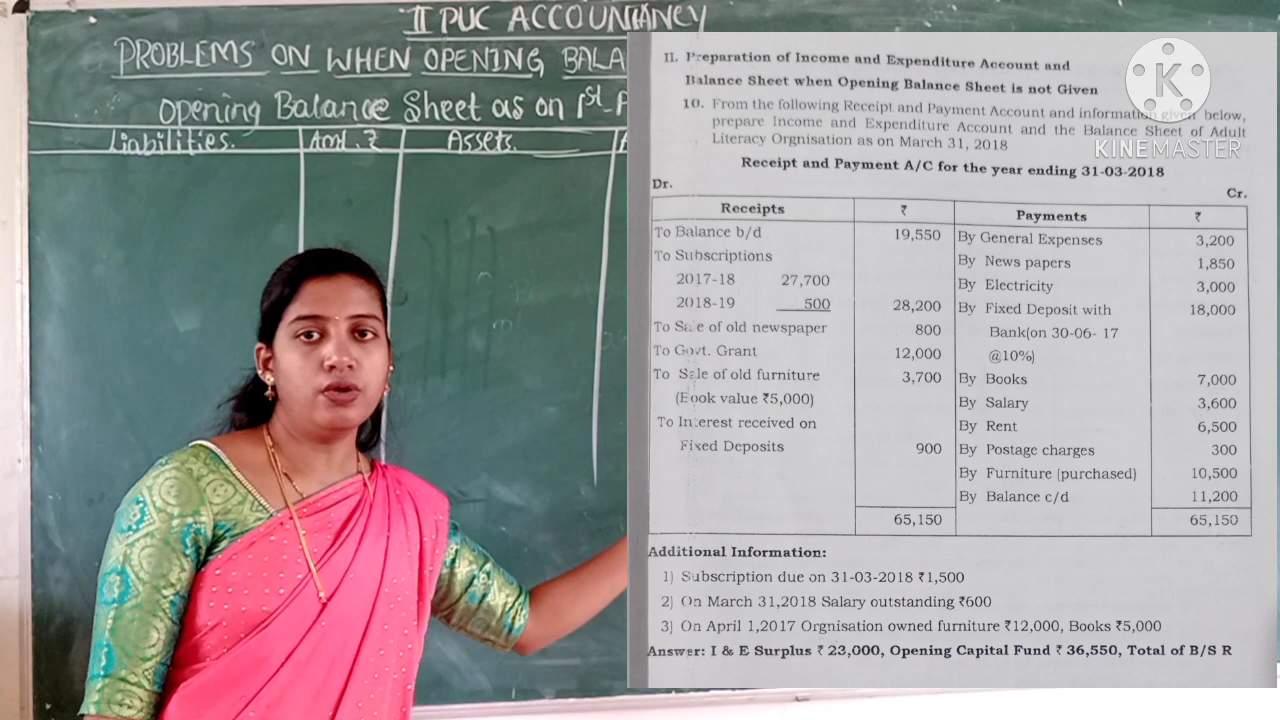 II PUC ACCOUNTANCY
PROBLEMS ON WHEN OPENING BALA
Opening Balance Sheet as on 1st
Liabilities. Amt. ₹ Assets. A
II. Preparation of Income and Expenditure Account and
Balance Sheet when Opening Balance Sheet is not Given
10. From the following Receipt and Payment Account and information given below,
prepare Income and Expenditure Account and the Balance Sheet of Adult
Literacy Orgnisation as on March 31, 2018
K
KINEMASTER
Receipt and Payment A/C for the year ending 31-03-2018
Dr. Cr.
Receipts ₹ Payments ₹
To Balance b/d 19,550 By General Expenses 3,200
To Subscriptions By News papers 1,850
2017-18 27,700 By Electricity 3,000
2018-19 500 28,200 By Fixed Deposit with 18,000
To Sale of old newspaper 800 Bank(on 30-06- 17
To Govt. Grant 12,000 @10%)
To Sale of old furniture 3,700 By Books 7,000
(Book value ₹5,000) By Salary 3,600
To Interest received on By Rent 6,500
Fixed Deposits 900 By Postage charges 300
By Furniture (purchased) 10,500
By Balance c/d 11,200
65,150 65,150
Additional Information:
1) Subscription due on 31-03-2018 ₹1,500
2) On March 31,2018 Salary outstanding ₹600
3) On April 1,2017 Orgnisation owned furniture ₹12,000, Books ₹5,000
Answer: I & E Surplus ₹ 23,000, Opening Capital Fund ₹ 36,550, Total of B/S R